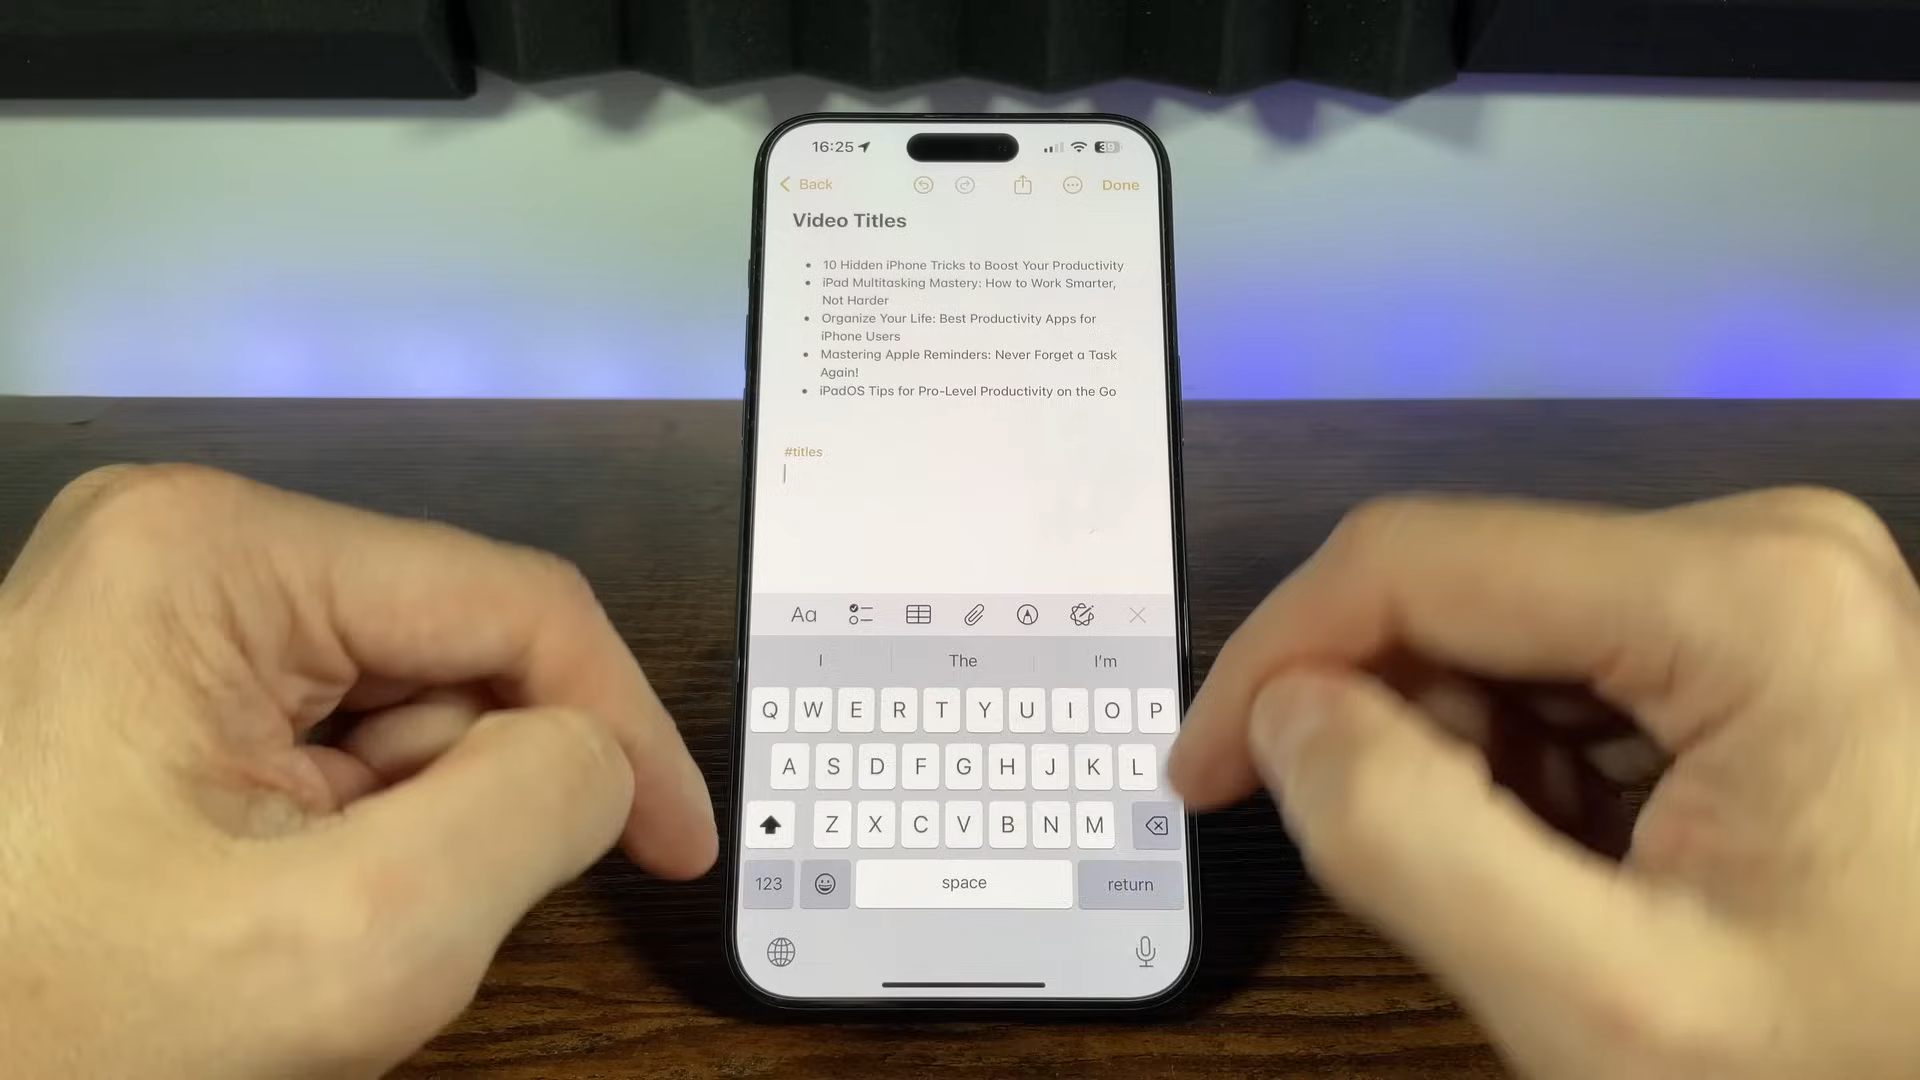 16:25
39
Back
Done
Video Titles
• 10 Hidden iPhone Tricks to Boost Your Productivity
• iPad Multitasking Mastery: How to Work Smarter,
Not Harder
• Organize Your Life: Best Productivity Apps for
iPhone Users
• Mastering Apple Reminders: Never Forget a Task
Again!
• iPadOS Tips for Pro-Level Productivity on the Go
#titles
Aa
I The I'm
Q W E R T Y U I O P
A S D F G H J K L
Z X C V B N M
123 space return